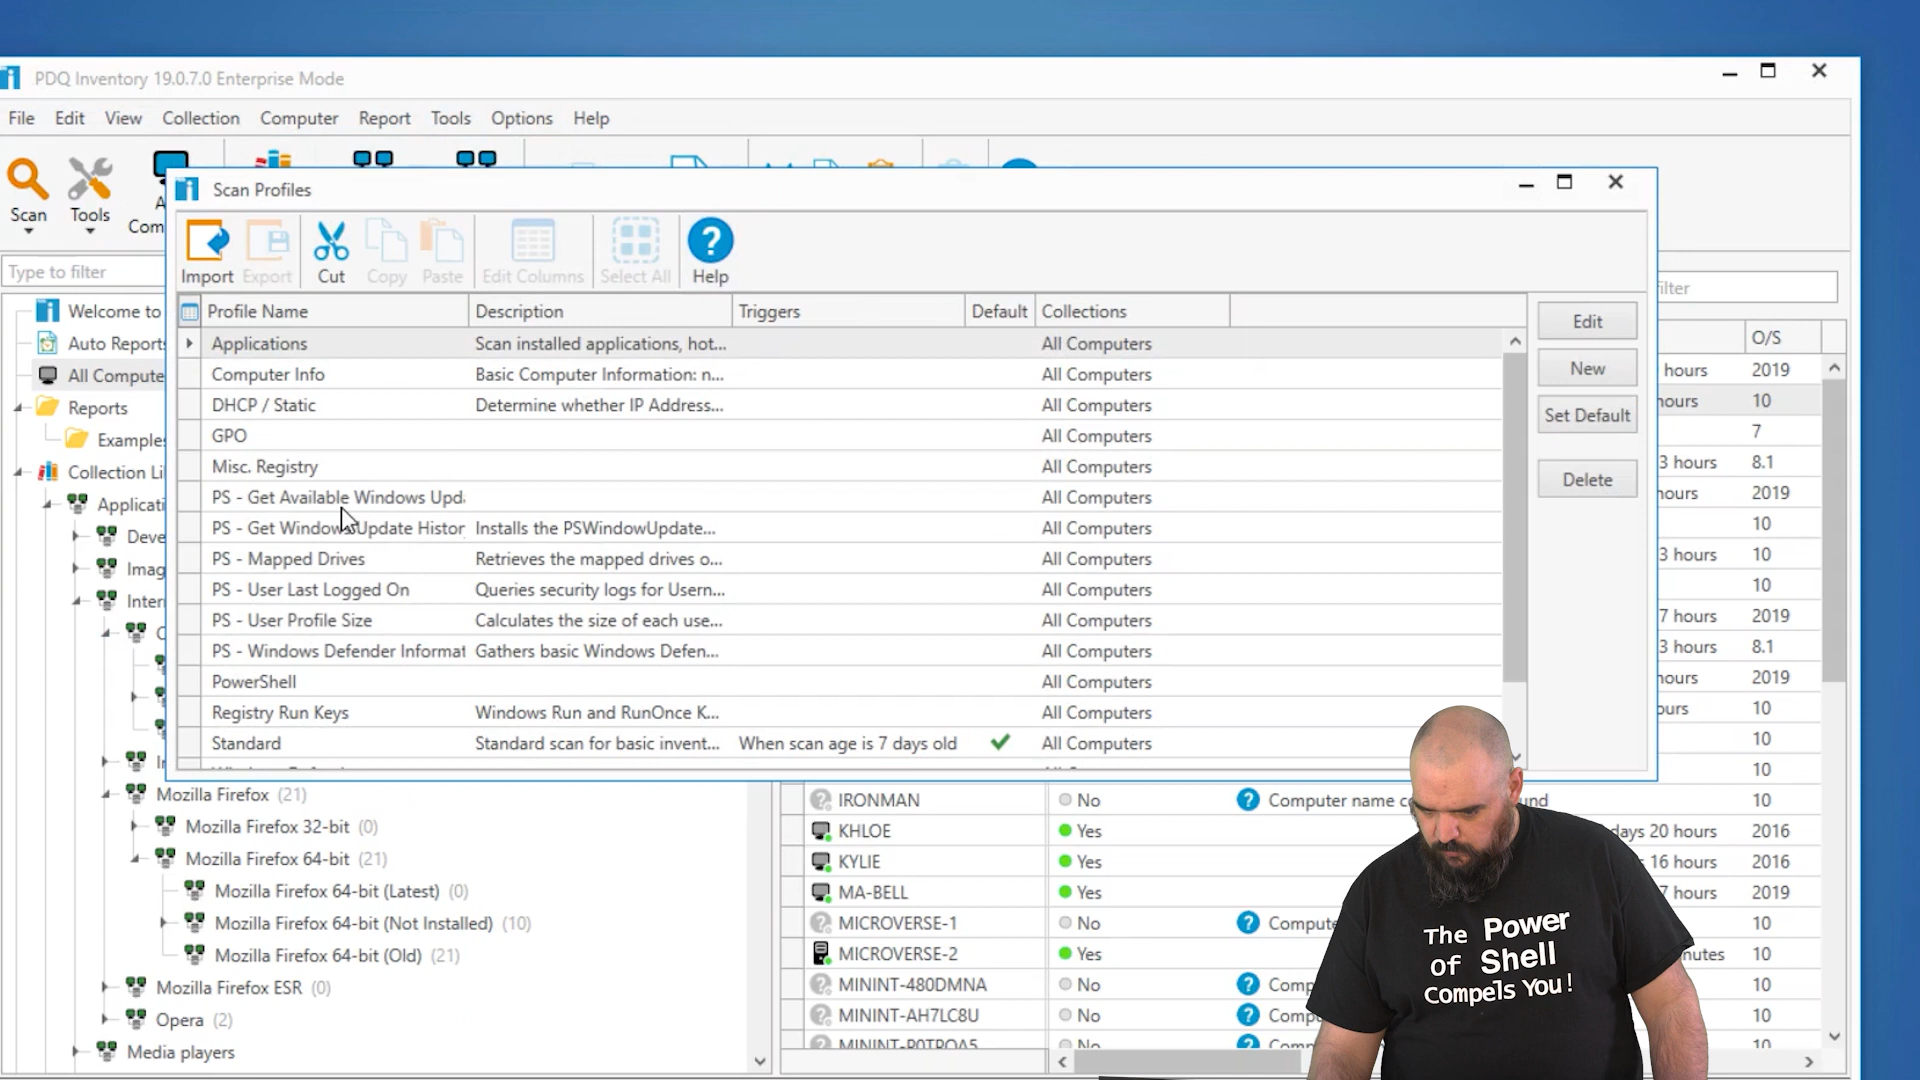 PDQ Inventory 19.0.7.0 Enterprise Mode
File Edit View Collection Computer Report Tools Options Help
Scan Tools
Type to filter
Welcome to
Auto Reports
All Compute
Reports
Examples
Collection Li
Applicati
Deve
Imag
Inter
Mozilla Firefox (21)
Mozilla Firefox 32-bit (0)
Mozilla Firefox 64-bit (21)
Mozilla Firefox 64-bit (Latest) (0)
Mozilla Firefox 64-bit (Not Installed) (10)
Mozilla Firefox 64-bit (Old) (21)
Mozilla Firefox ESR (0)
Opera (2)
Media players
Scan Profiles
Import Export Cut Copy Paste Edit Columns Select All Help
Profile Name Description Triggers Default Collections
Applications Scan installed applications, hot... All Computers
Computer Info Basic Computer Information: n... All Computers
DHCP / Static Determine whether IP Address... All Computers
GPO All Computers
Misc. Registry All Computers
PS - Get Available Windows Upda All Computers
PS - Get Windows Update Histor Installs the PSWindowUpdate... All Computers
PS - Mapped Drives Retrieves the mapped drives o... All Computers
PS - User Last Logged On Queries security logs for Usern... All Computers
PS - User Profile Size Calculates the size of each use... All Computers
PS - Windows Defender Informat Gathers basic Windows Defen... All Computers
PowerShell All Computers
Registry Run Keys Windows Run and RunOnce K... All Computers
Standard Standard scan for basic invent... When scan age is 7 days old All Computers
Edit
New
Set Default
Delete
O/S
hours 2019
hours 10
7
3 hours 8.1
hours 2019
10
3 hours 10
10
7 hours 2019
3 hours 8.1
hours 2019
10
10
10
IRONMAN No Computer name 10
KHLOE Yes days 20 hours 2016
KYLIE Yes 16 hours 2016
MA-BELL Yes 7 hours 2019
MICROVERSE-1 No Compute 10
MICROVERSE-2 Yes nutes 10
MININT-480DMNA No Comp 10
MININT-AH7LC8U No Comp 10
The Power
Of Shell
Compels You!